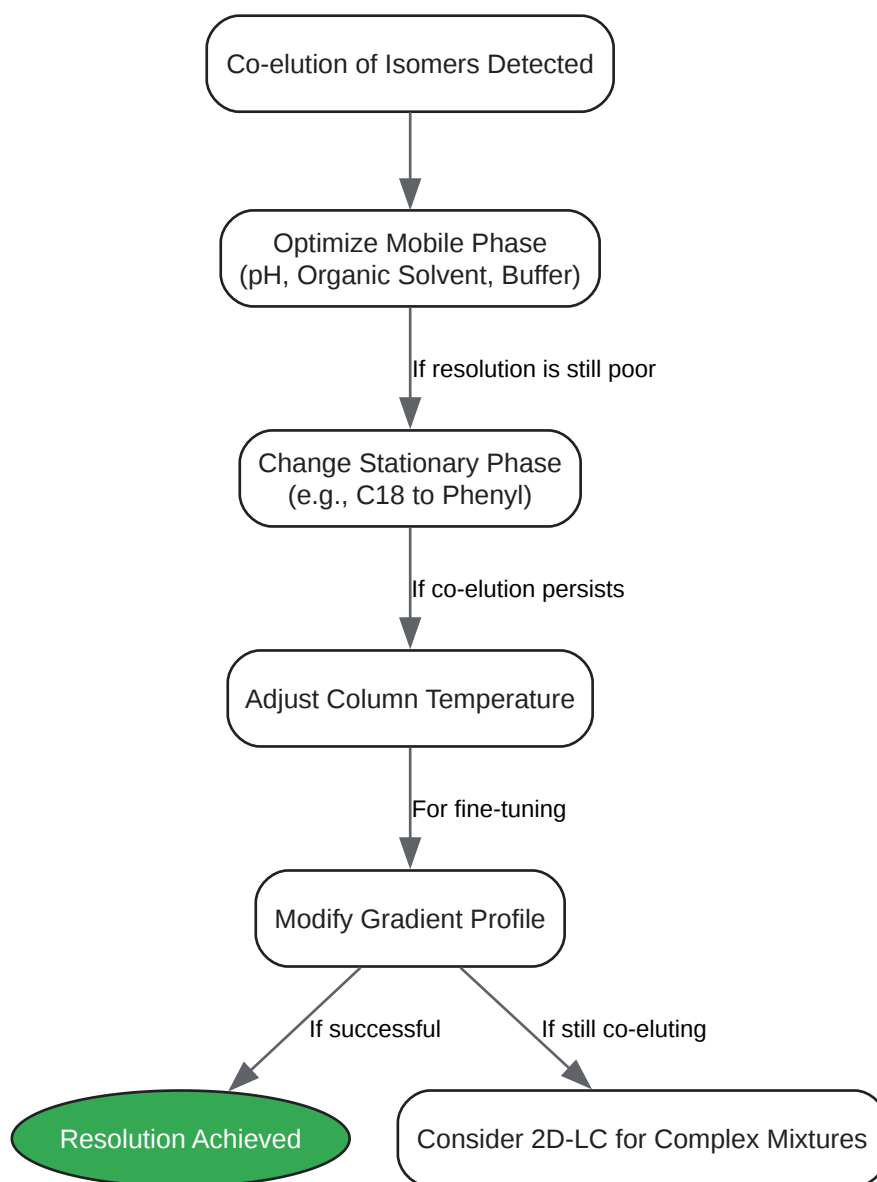 Co-elution of Isomers Detected
Optimize Mobile Phase
(pH, Organic Solvent, Buffer)
If resolution is still poor
Change Stationary Phase
(e.g., C18 to Phenyl)
If co-elution persists
Adjust Column Temperature
For fine-tuning
Modify Gradient Profile
If successful
If still co-eluting
Resolution Achieved
Consider 2D-LC for Complex Mixtures